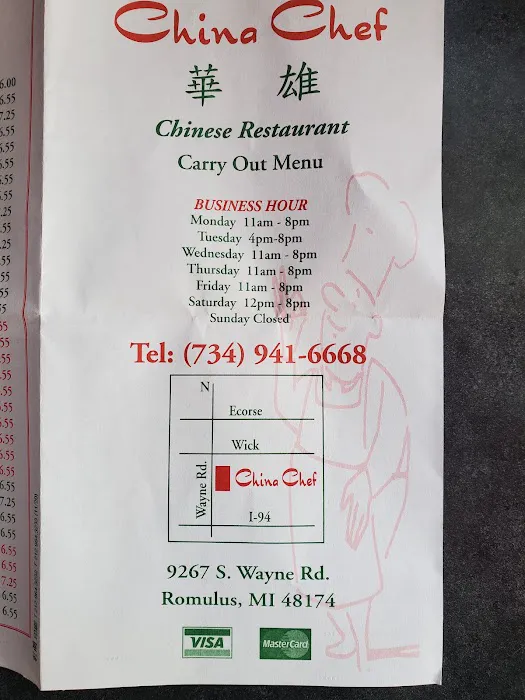 China Chef
華 雄
Chinese Restaurant
Carry Out Menu
BUSINESS HOUR
Monday 11am - 8pm
Tuesday 4pm-8pm
Wednesday 11am - 8pm
Thursday 11am - 8pm
Friday 11am - 8pm
Saturday 12pm - 8pm
Sunday Closed
Tel: (734) 941-6668
N
Ecorse
Wick
Wayne Rd.
China Chef
I-94
9267 S. Wayne Rd.
Romulus, MI 48174
VISA
MasterCard